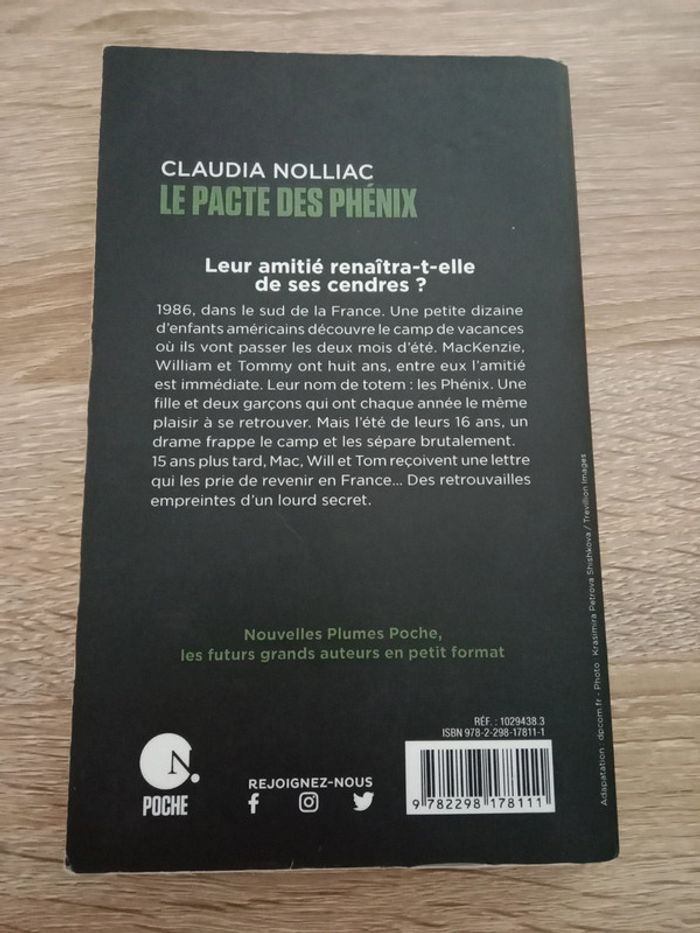 CLAUDIA NOLLIAC
LE PACTE DES PHÉNIX
Leur amitié renaîtra-t-elle
de ses cendres ?
1986, dans le sud de la France. Une petite dizaine
d'enfants américains découvre le camp de vacances
où ils vont passer les deux mois d'été. MacKenzie,
William et Tommy ont huit ans, entre eux l'amitié
est immédiate. Leur nom de totem : les Phénix. Une
fille et deux garçons qui ont chaque année le même
plaisir à se retrouver. Mais l'été de leurs 16 ans, un
drame frappe le camp et les sépare brutalement.
15 ans plus tard, Mac, Will et Tom reçoivent une lettre
qui les prie de revenir en France... Des retrouvailles
empreintes d'un lourd secret.
Nouvelles Plumes Poche,
les futurs grands auteurs en petit format
N.
POCHE
REJOIGNEZ-NOUS
RÉF. : 1029438.3
ISBN 978-2-298-17811-1
9 782298 178111
Adapatation : dpcom.fr - Photo : Krasimira Petrova Shishkova / Trevillion Images